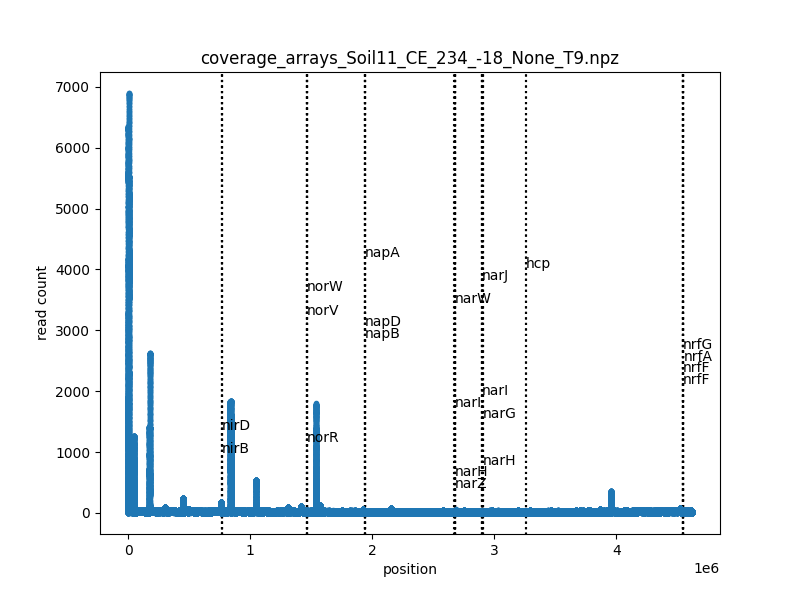 coverage_arrays_Soil11_CE_234_-18_None_T9.npz
7000
6000
5000
4000
3000
2000
1000
0
read count
napA
hcp
narJ
norW
narW
norV
napD
napB
nrfG
nrfA
nrfF
nrfF
narI
narI
narG
nirD
norR
nirB
narH
narH
narZ
0
1
2
3
4
1e6
position